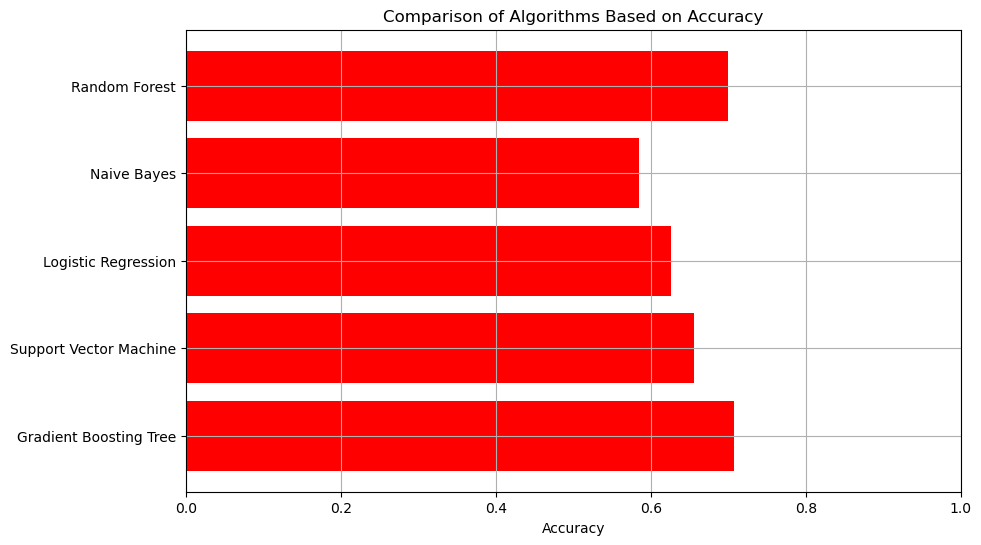 Comparison of Algorithms Based on Accuracy
Random Forest
Naive Bayes
Logistic Regression
Support Vector Machine
Gradient Boosting Tree
0.0 0.2 0.4 0.6 0.8 1.0
Accuracy